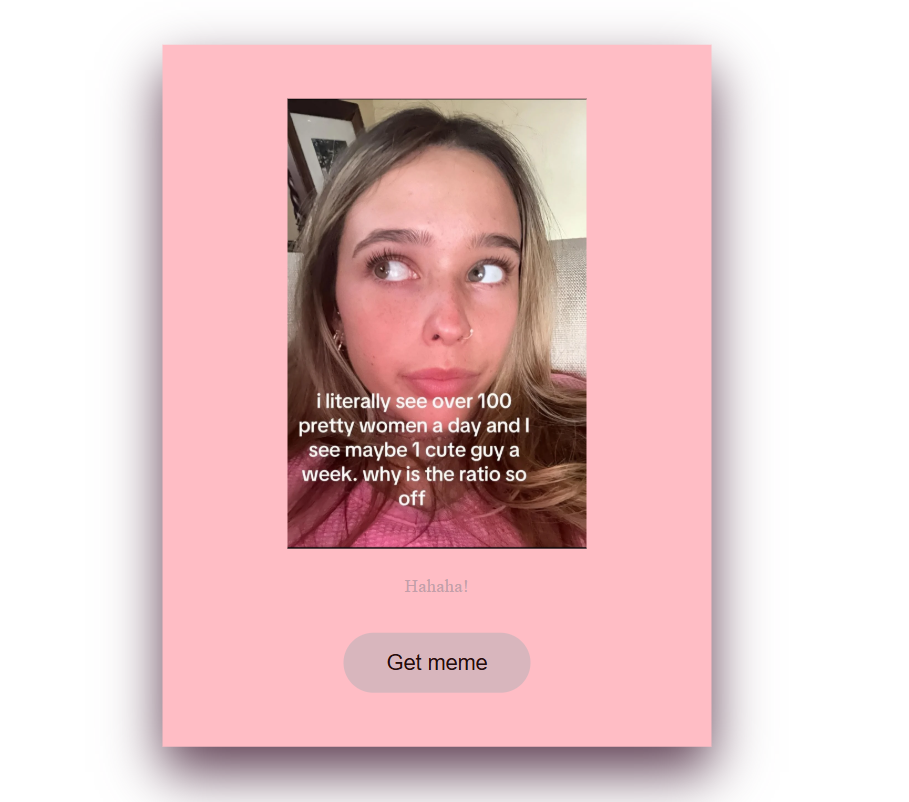 i literally see over 100
pretty women a day and I
see maybe 1 cute guy a
week. why is the ratio so
off
Hahaha!
Get meme